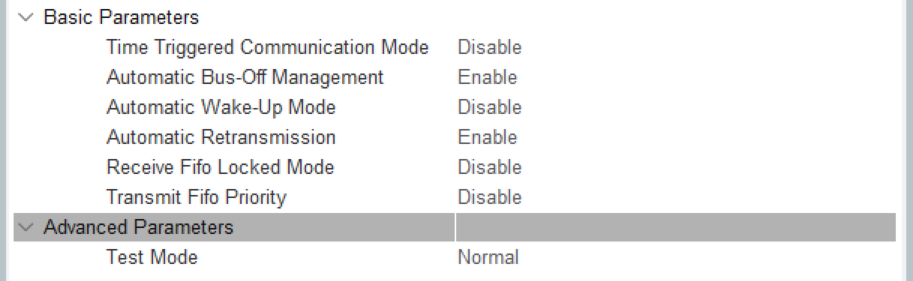 Basic Parameters
Time Triggered Communication Mode Disable
Automatic Bus-Off Management Enable
Automatic Wake-Up Mode Disable
Automatic Retransmission Enable
Receive Fifo Locked Mode Disable
Transmit Fifo Priority Disable
Advanced Parameters
Test Mode Normal